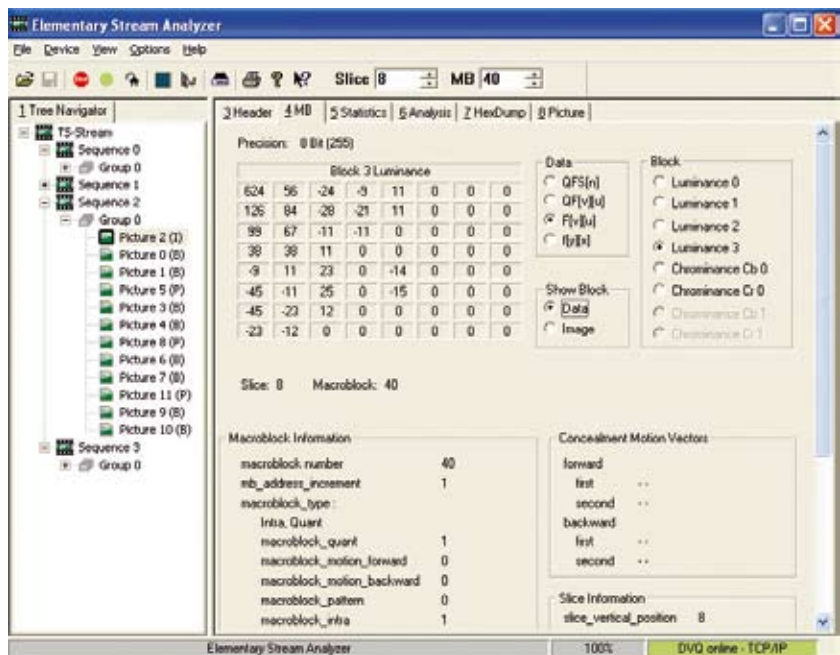 Elementary Stream Analyzer
File Device View Options Help
Slice 8 MB 40
1 Tree Navigator
TS-Stream
Sequence 0
Group 0
Sequence 1
Sequence 2
Group 0
Picture 2 (I)
Picture 0 (B)
Picture 1 (B)
Picture 5 (P)
Picture 3 (B)
Picture 4 (B)
Picture 8 (P)
Picture 6 (B)
Picture 7 (B)
Picture 11 (P)
Picture 9 (B)
Picture 10 (B)
Sequence 3
Group 0
3 Header 4 MB 5 Statistics 6 Analysis 7 HexDump 8 Picture
Precision: 8 Bit (255)
Block 3 Luminance
624 56 -24 -9 11 0 0 0
126 84 -28 -21 11 0 0 0
99 67 -11 -11 0 0 0 0
38 38 11 0 0 0 0 0
-9 11 23 0 -14 0 0 0
-45 -11 25 0 -15 0 0 0
-45 -23 12 0 0 0 0 0
-23 -12 0 0 0 0 0 0
Data
QFS[n]
QF[v][u]
F[v][u]
f[y][x]
Show Block
Data
Image
Block
Luminance 0
Luminance 1
Luminance 2
Luminance 3
Chrominance Cb 0
Chrominance Cr 0
Chrominance Cb 1
Chrominance Cr 1
Slice: 8 Macroblock: 40
Macroblock Information
macroblock number 40
mb_address_increment 1
macroblock_type :
Intra, Quant
macroblock_quant 1
macroblock_motion_forward 0
macroblock_motion_backward 0
macroblock_pattern 0
macroblock_intra 1
Concealment Motion Vectors
forward
first --
second --
backward
first --
second --
Slice Information
slice_vertical_position 8
Elementary Stream Analyzer 100% DVQ online - TCP/IP